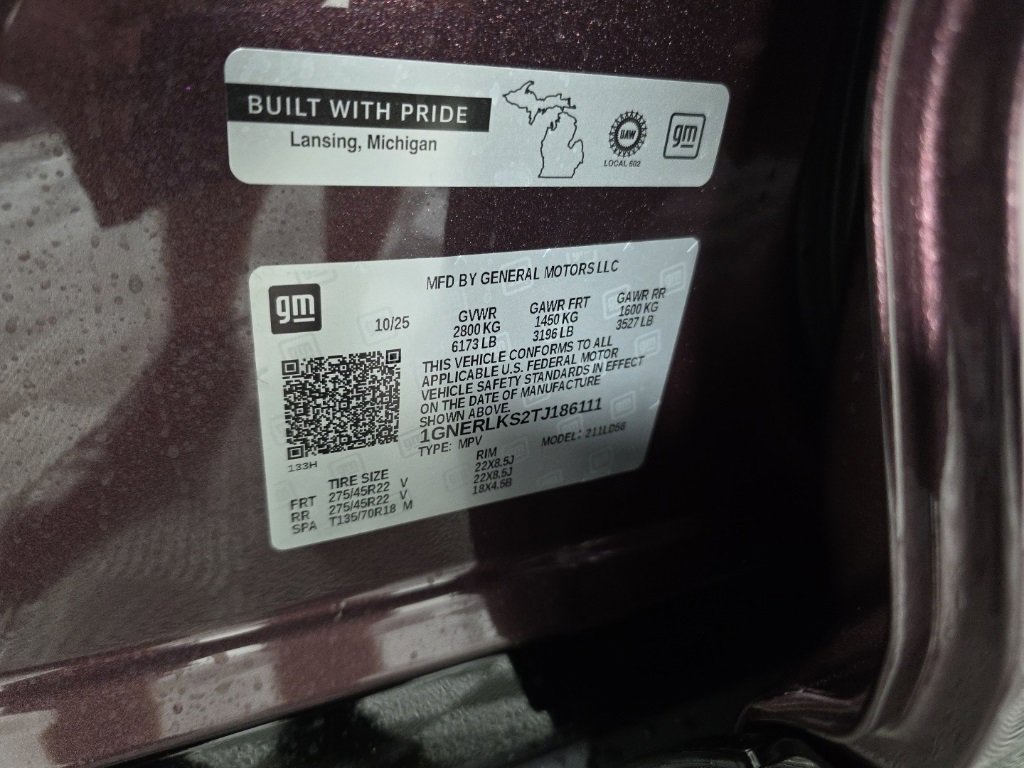 BUILT WITH PRIDE
Lansing, Michigan
UAW
LOCAL 602
gm
MFD BY GENERAL MOTORS LLC
gm
10/25
GVWR GAWR FRT GAWR RR
2800 KG 1450 KG 1600 KG
6173 LB 3196 LB 3527 LB
THIS VEHICLE CONFORMS TO ALL
APPLICABLE U.S. FEDERAL MOTOR
VEHICLE SAFETY STANDARDS IN EFFECT
ON THE DATE OF MANUFACTURE
SHOWN ABOVE.
1GNERLKS2TJ186111
TYPE: MPV MODEL: 211LD56
133H
TIRE SIZE RIM
FRT 275/45R22 V 22X8.5J
RR 275/45R22 V 22X8.5J
SPA T135/70R18 M 18X4.5B